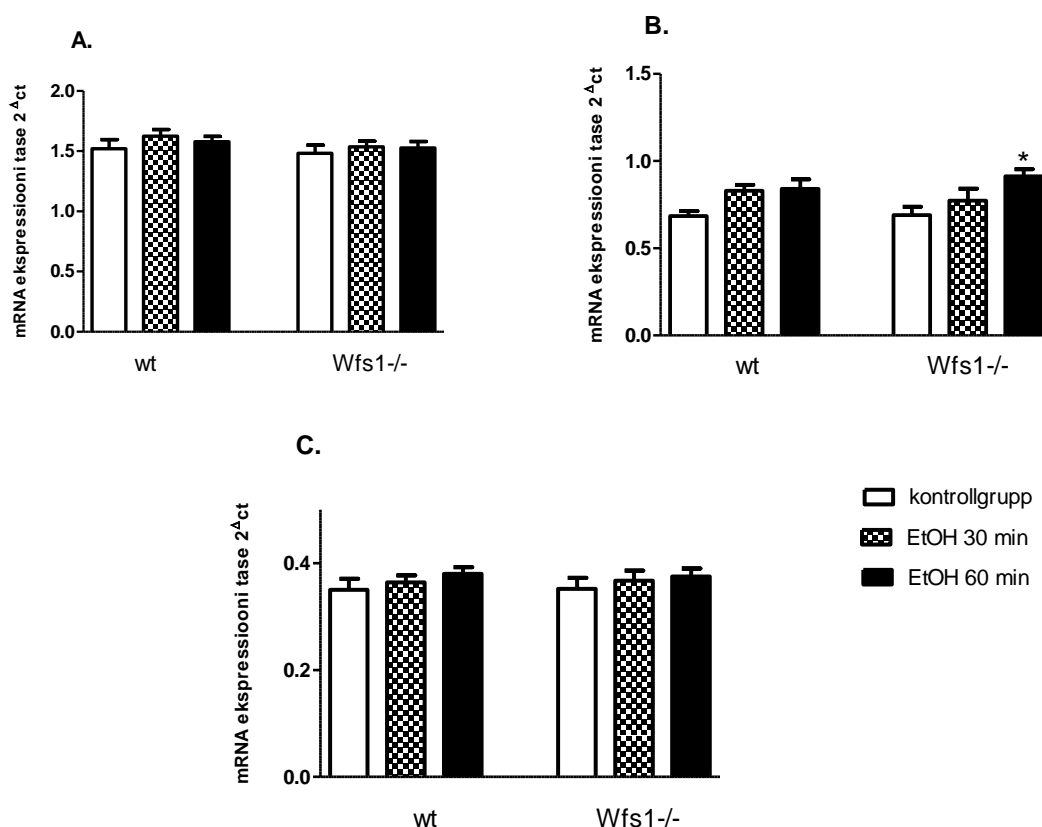 A.
mRNA ekspressiooni tase 2^Δct
2.0
1.5
1.0
0.5
0.0
wt Wfs1-/-
B.
mRNA ekspressiooni tase 2^Δct
1.5
1.0
0.5
0.0
*
wt Wfs1-/-
C.
mRNA ekspressiooni tase 2^Δct
0.4
0.2
0.0
wt Wfs1-/-
kontrollgrupp
EtOH 30 min
EtOH 60 min